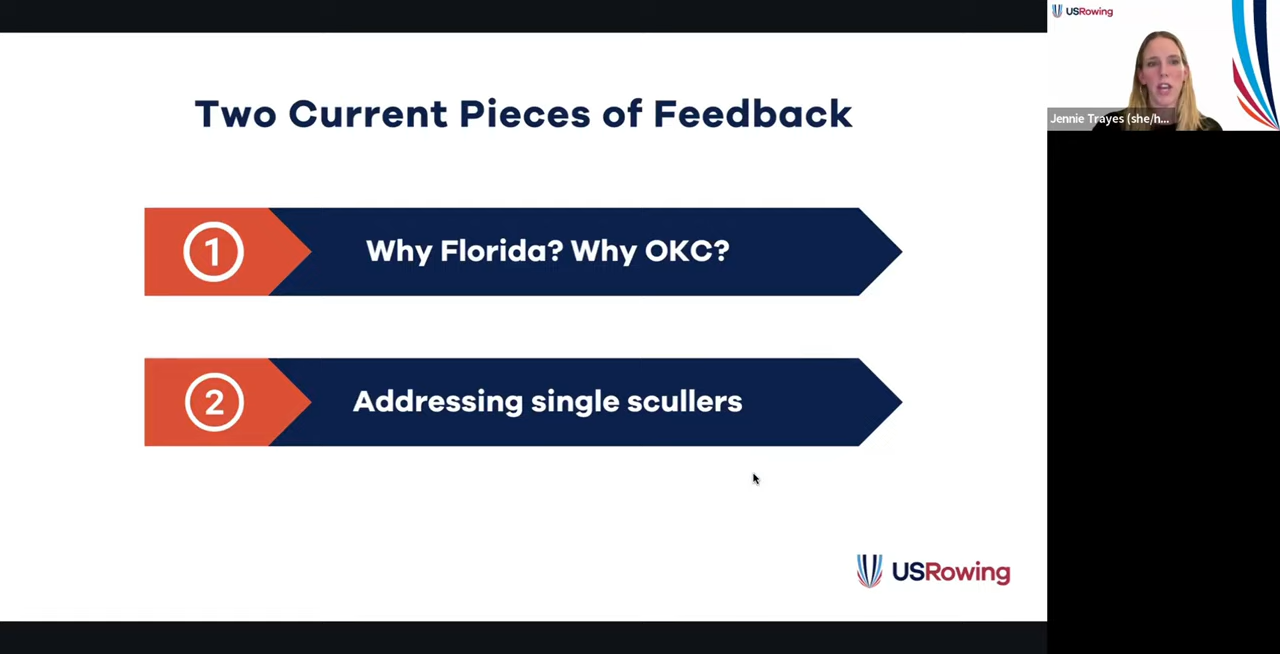 Two Current Pieces of Feedback
1
Why Florida? Why OKC?
2
Addressing single scullers
USRowing
USRowing
Jennie Trayes (she/h...